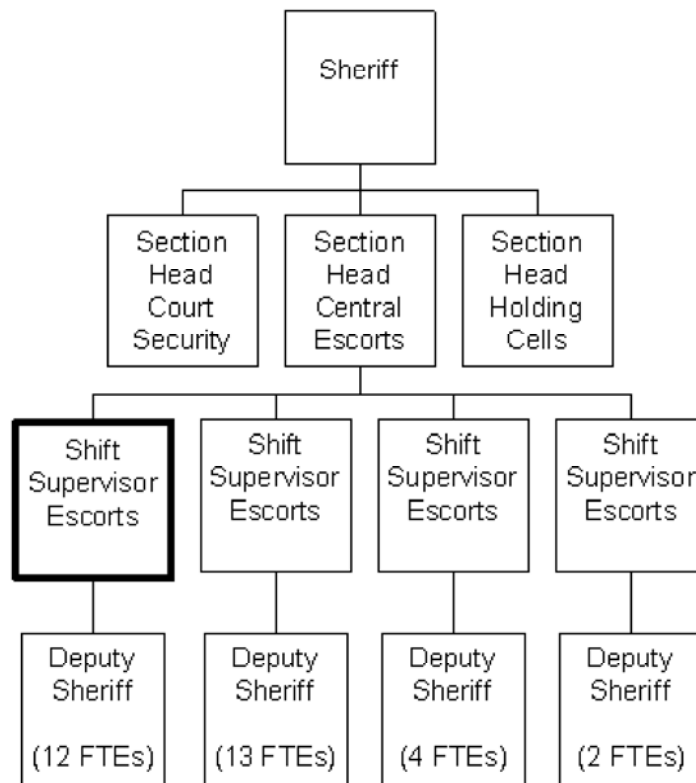 Sheriff
Section
Head
Court
Security
Section
Head
Central
Escorts
Section
Head
Holding
Cells
Shift
Supervisor
Escorts
Shift
Supervisor
Escorts
Shift
Supervisor
Escorts
Shift
Supervisor
Escorts
Deputy
Sheriff
(12 FTEs)
Deputy
Sheriff
(13 FTEs)
Deputy
Sheriff
(4 FTEs)
Deputy
Sheriff
(2 FTEs)